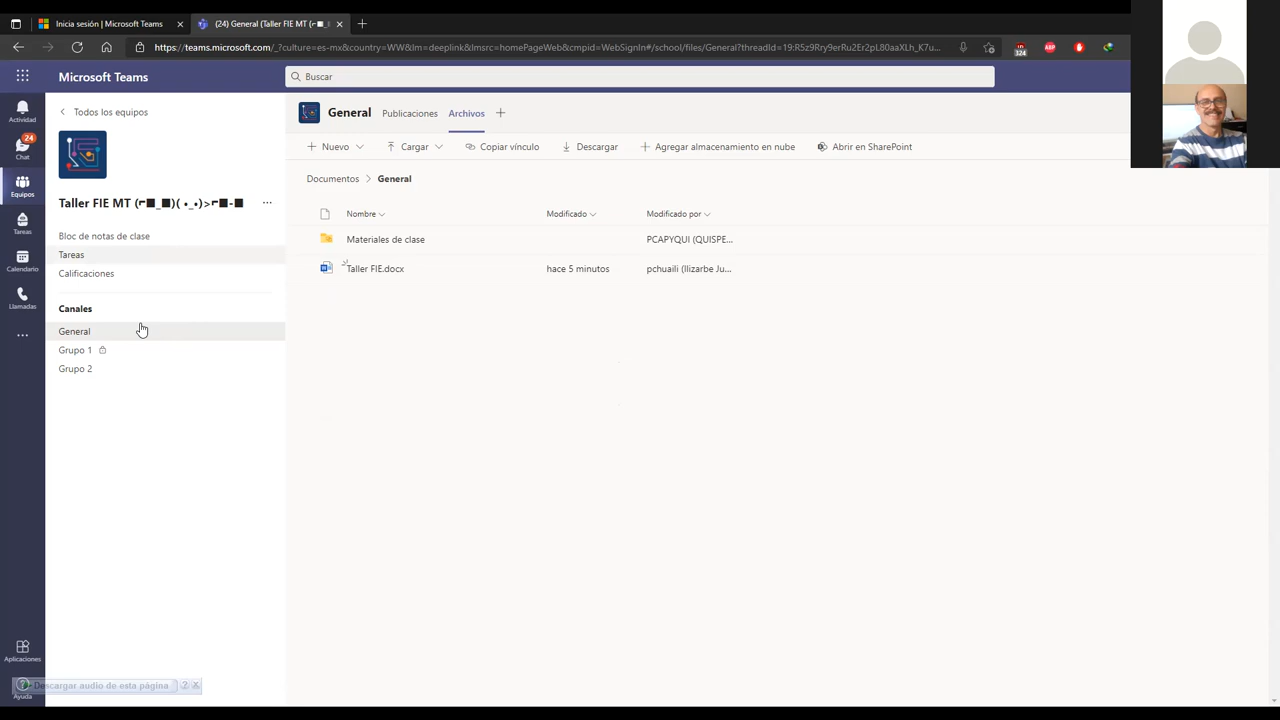 Inicia sesión | Microsoft Teams
(24) General (Taller FIE MT (⌐■_■
https://teams.microsoft.com/_?culture=es-mx&country=WW&lm=deeplink&lmsrc=homePageWeb&cmpid=WebSignIn#/school/files/General?threadId=19:R5z9Rry9erRu2Er2pL80aaXLh_K7u...
324
ABP
Microsoft Teams
Buscar
Actividad
24
Chat
Equipos
Tareas
Calendario
Llamadas
...
Aplicaciones
Ayuda
Todos los equipos
Taller FIE MT (⌐■_■)( •_•)>⌐■-■
...
Bloc de notas de clase
Tareas
Calificaciones
Canales
General
Grupo 1
Grupo 2
General
Publicaciones
Archivos
Nuevo
Cargar
Copiar vínculo
Descargar
Agregar almacenamiento en nube
Abrir en SharePoint
Documentos > General
Nombre
Modificado
Modificado por
Materiales de clase
PCAPYQUI (QUISPE...
Taller FIE.docx
hace 5 minutos
pchuaili (Ilizarbe Ju...
Descargar audio de esta página
? x